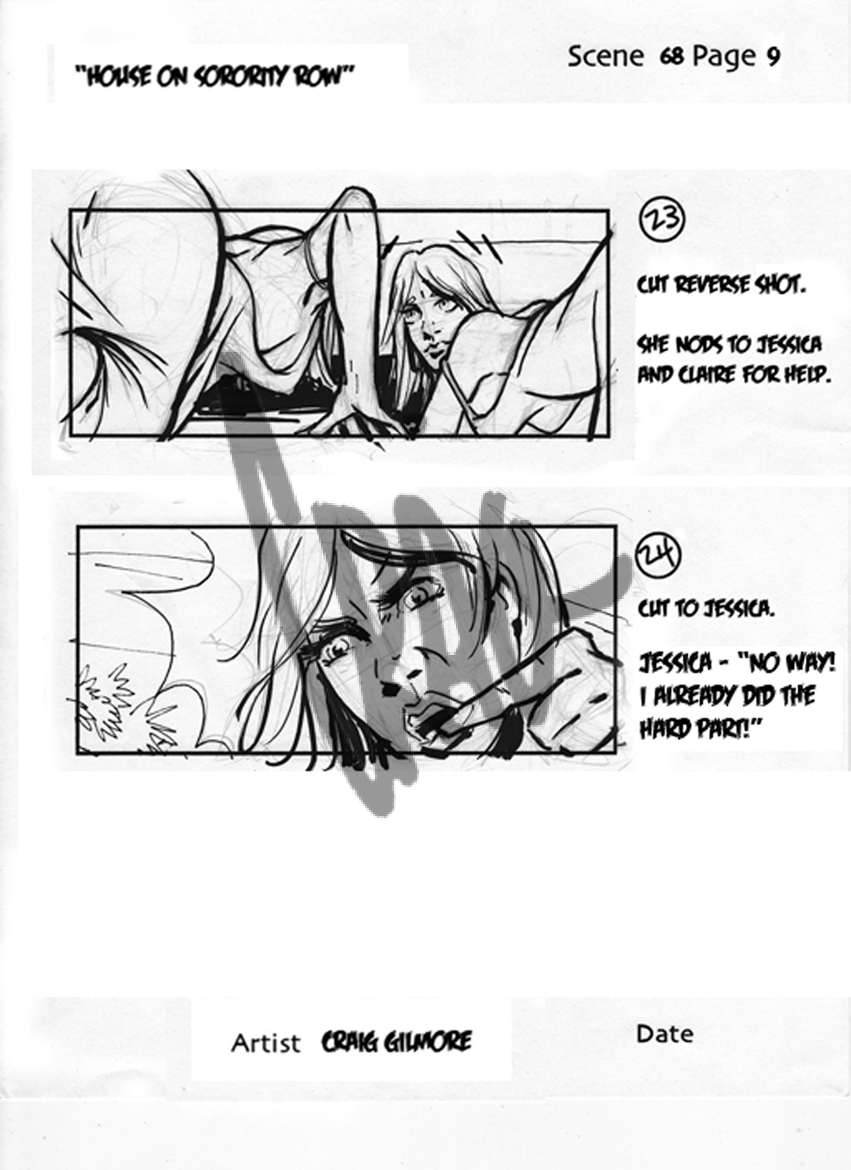 "HOUSE ON SORORITY ROW"
Scene 68 Page 9
23
CUT REVERSE SHOT.
SHE NODS TO JESSICA
AND CLAIRE FOR HELP.
24
CUT TO JESSICA.
JESSICA - "NO WAY!
I ALREADY DID THE
HARD PART!"
Artist CRAIG GILMORE
Date